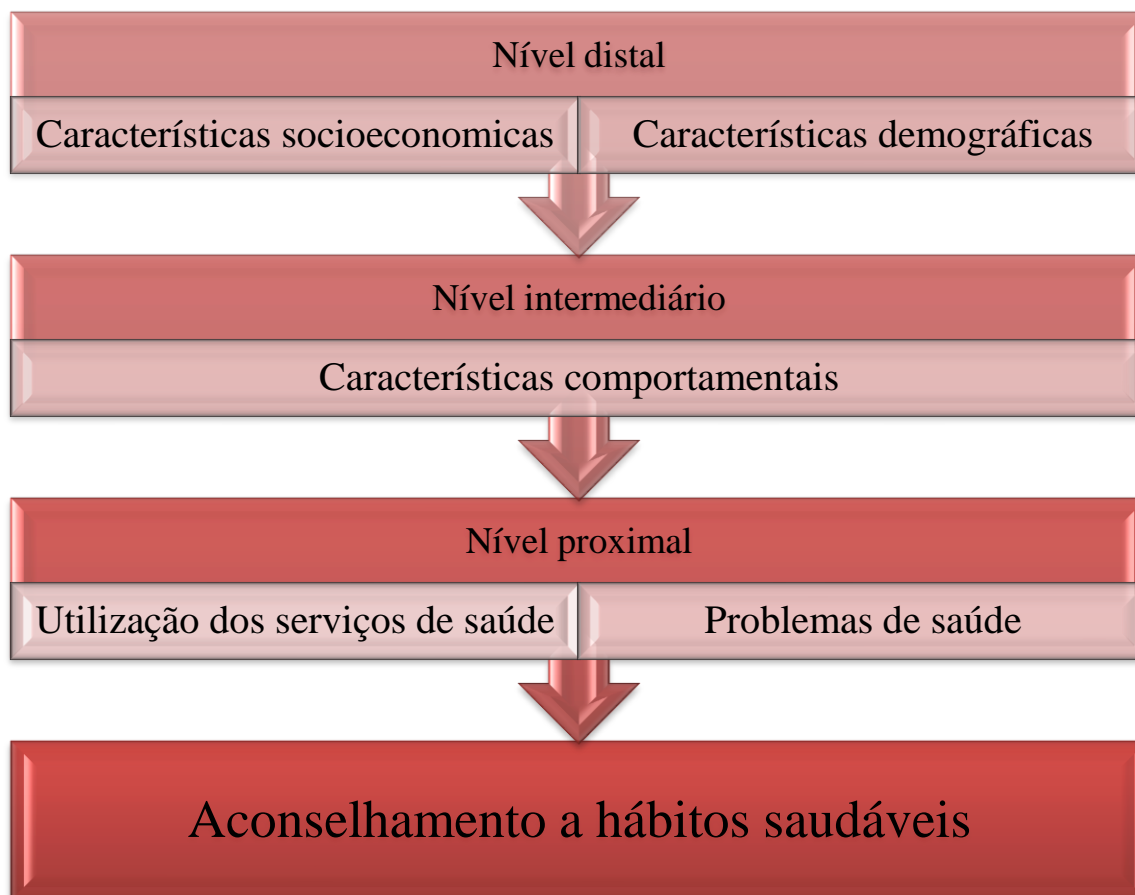 Nível distal
Características socioeconomicas
Características demográficas
Nível intermediário
Características comportamentais
Nível proximal
Utilização dos serviços de saúde
Problemas de saúde
Aconselhamento a hábitos saudáveis